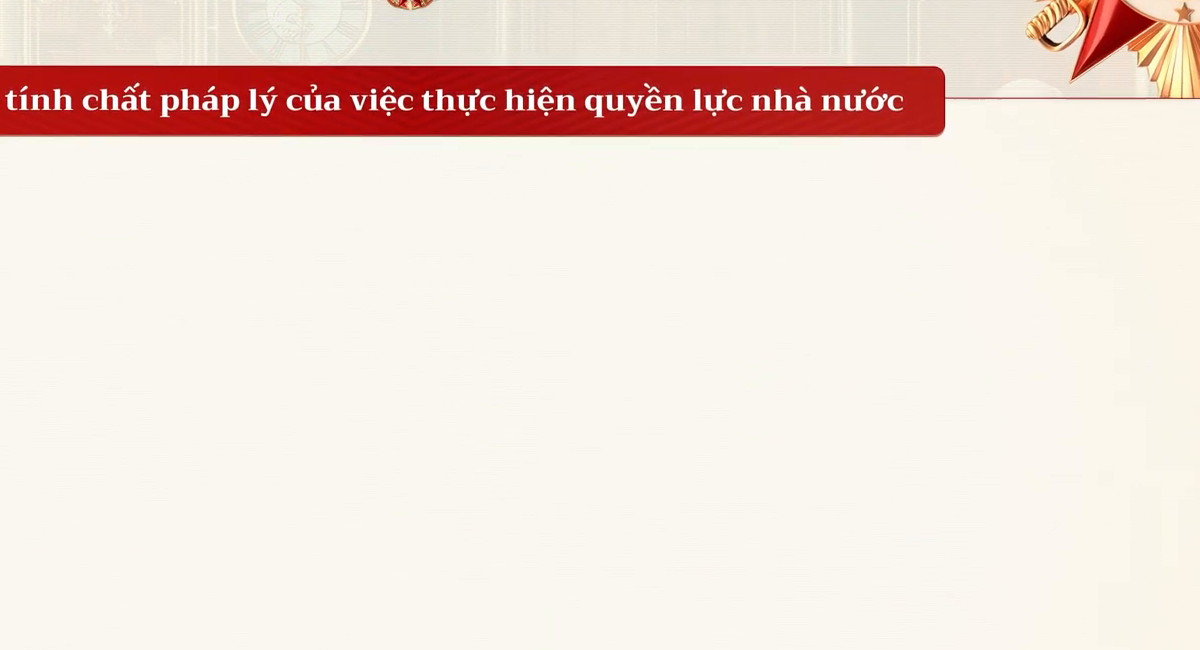 tính chất pháp lý của việc thực hiện quyền lực nhà nước